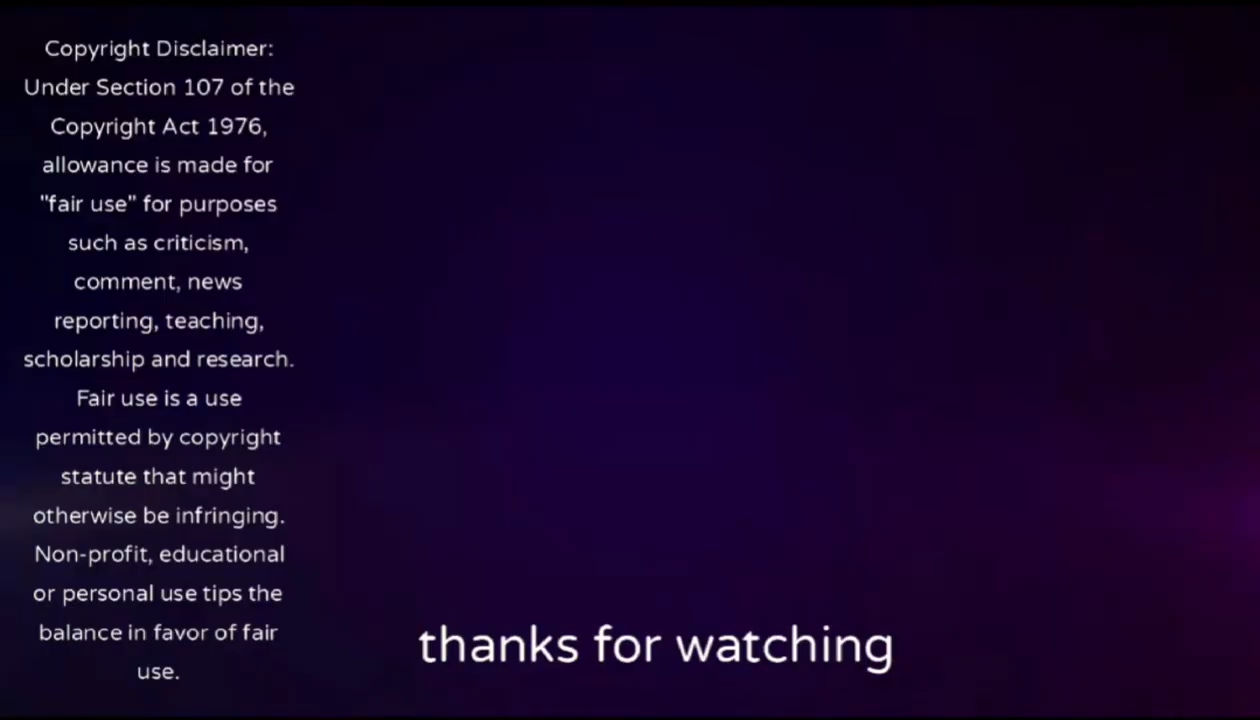 Copyright Disclaimer:
Under Section 107 of the
Copyright Act 1976,
allowance is made for
"fair use" for purposes
such as criticism,
comment, news
reporting, teaching,
scholarship and research.
Fair use is a use
permitted by copyright
statute that might
otherwise be infringing.
Non-profit, educational
or personal use tips the
balance in favor of fair
use.
thanks for watching